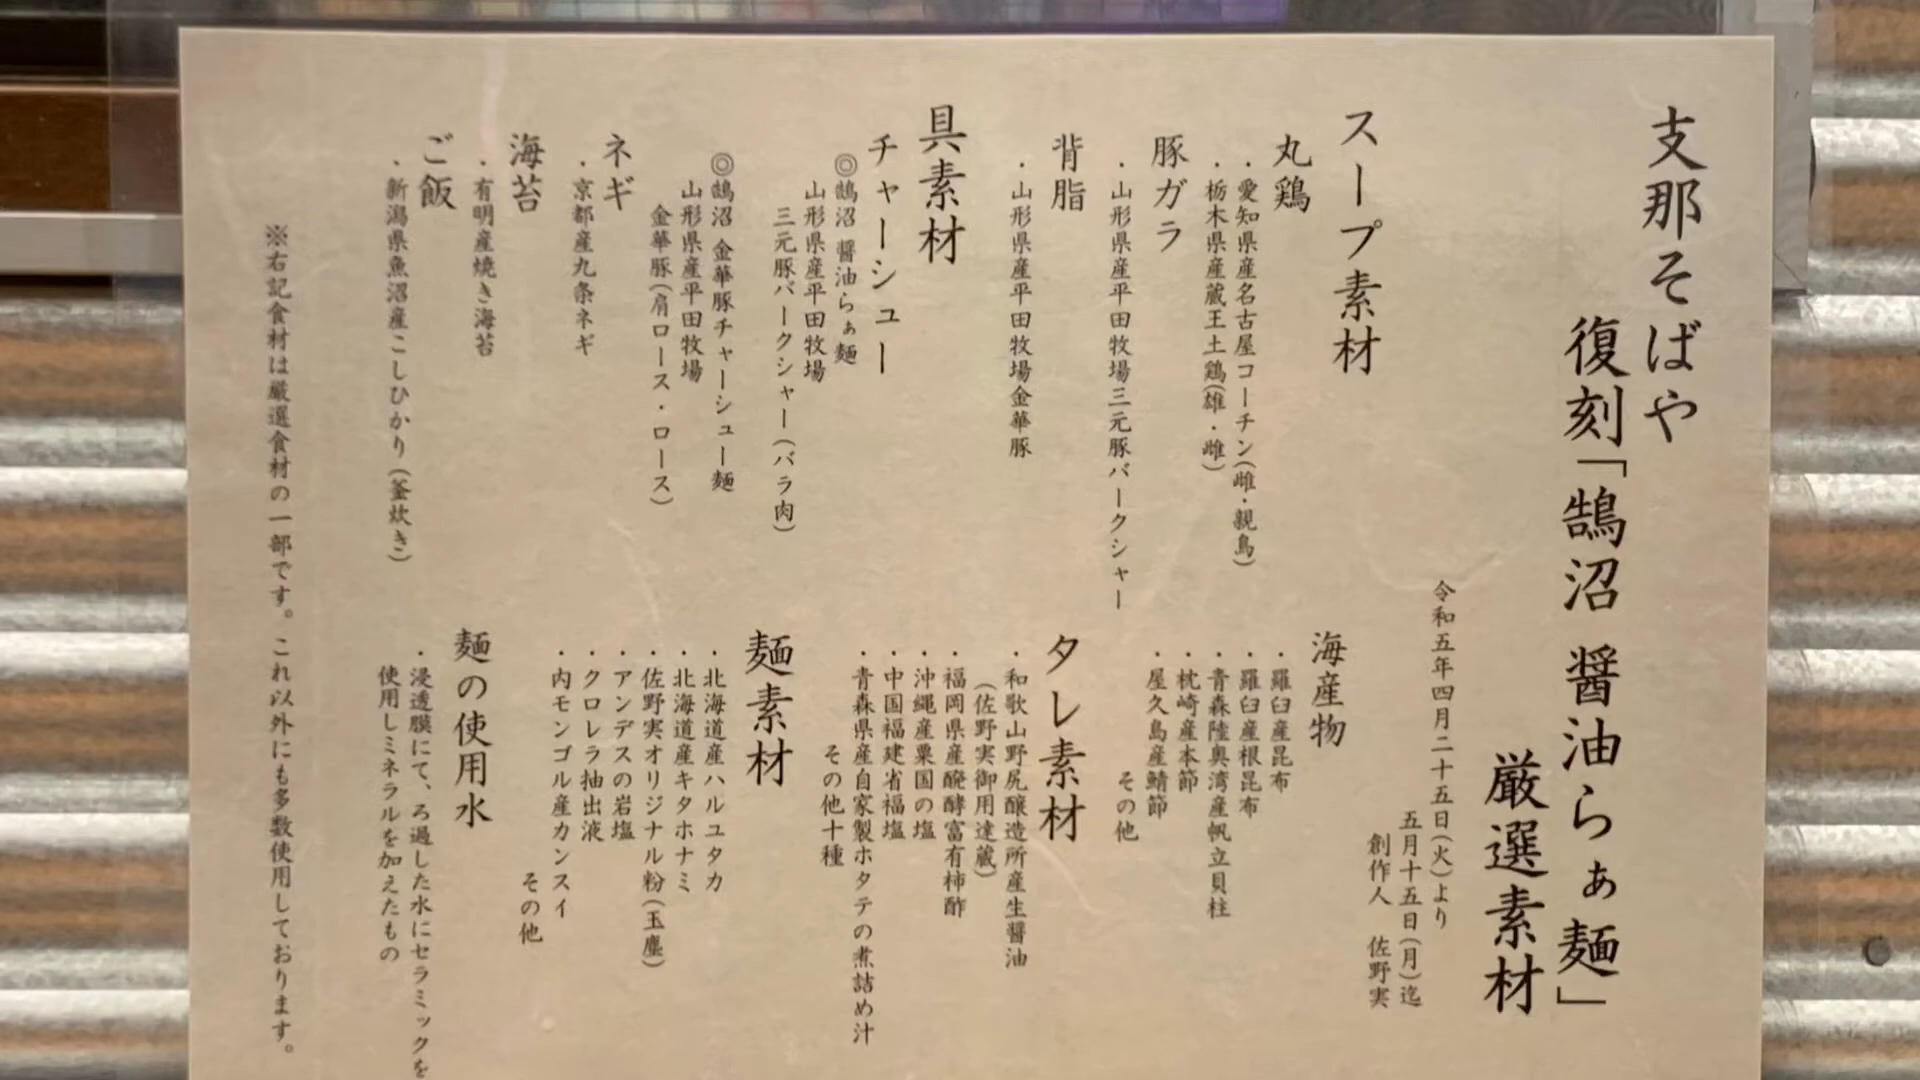 支那そばや
復刻「鵠沼 醤油らぁ麺」
厳選素材
令和五年四月二十五日(火)より
五月十五日(月)迄
創作人 佐野実
スープ素材
丸鶏
・愛知県産名古屋コーチン(雌・親鳥)
・栃木県産蔵王土鶏(雄・雌)
豚ガラ
・山形県産平田牧場三元豚バークシャー
背脂
・山形県産平田牧場金華豚
海産物
・羅臼産昆布
・羅臼産根昆布
・青森陸奥湾産帆立貝柱
・枕崎産本節
・屋久島産鯖節
その他
具素材
チャーシュー
◎鵠沼 醤油らぁ麺
山形県産平田牧場
三元豚バークシャー(バラ肉)
◎鵠沼 金華豚チャーシュー麺
山形県産平田牧場
金華豚(肩ロース・ロース)
ネギ
・京都産九条ネギ
海苔
・有明産焼き海苔
ご飯
・新潟県魚沼産こしひかり(釜炊き)
タレ素材
・和歌山野尻醸造所産生醤油
(佐野実御用達蔵)
・福岡県産醗酵富有柿酢
・沖縄産粟国の塩
・中国福建省福塩
・青森県産自家製ホタテの煮詰め汁
その他十種
麺素材
・北海道産ハルユタカ
・北海道産キタホナミ
・佐野実オリジナル粉(玉塵)
・アンデスの岩塩
・クロレラ抽出液
・内モンゴル産カンスイ
その他
麺の使用水
・浸透膜にて、ろ過した水にセラミックを
使用しミネラルを加えたもの
※右記食材は厳選食材の一部です。これ以外にも多数使用しております。